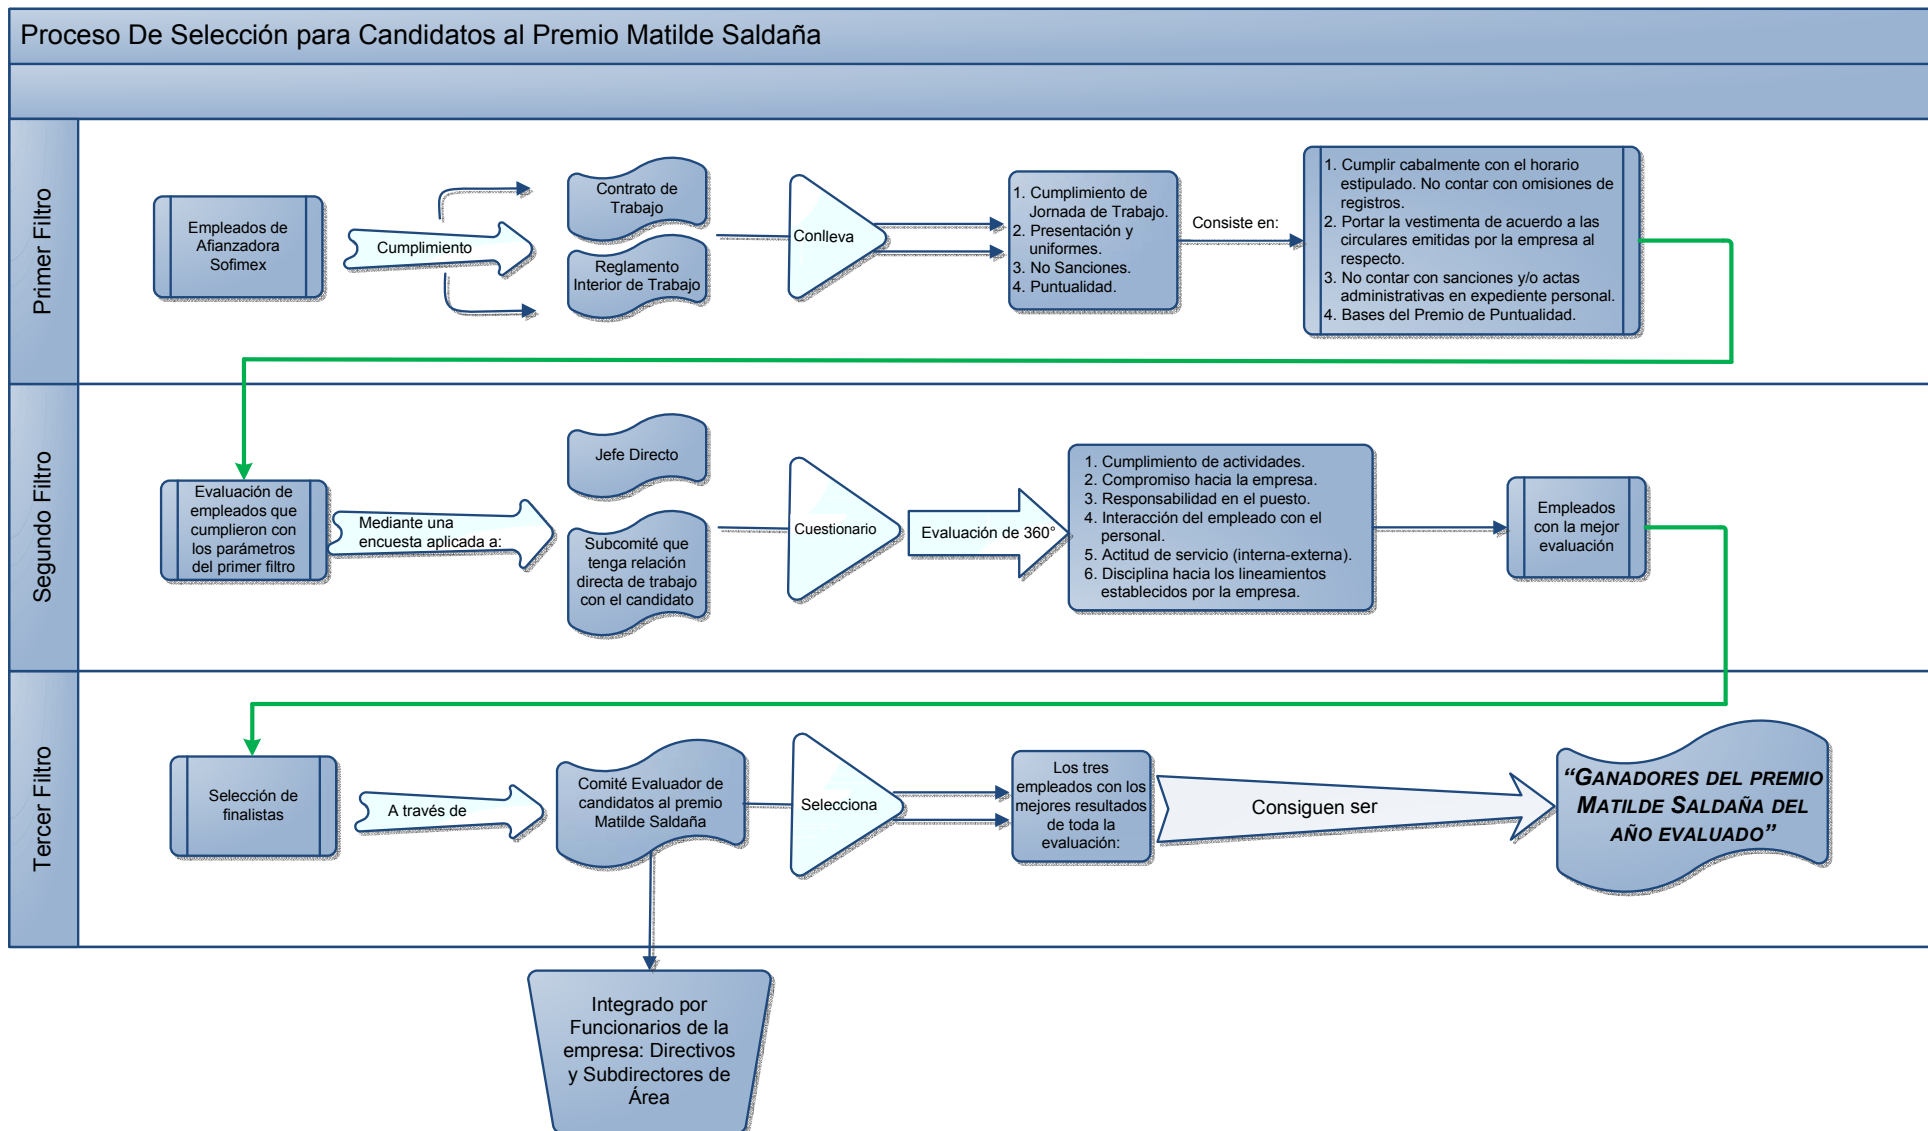 Proceso De Selección para Candidatos al Premio Matilde Saldaña
Primer Filtro
Empleados de
Afianzadora
Sofimex
Cumplimiento
Contrato de
Trabajo
Reglamento
Interior de Trabajo
Conlleva
1. Cumplimiento de
Jornada de Trabajo.
2. Presentación y
uniformes.
3. No Sanciones.
4. Puntualidad.
Consiste en:
1. Cumplir cabalmente con el horario
estipulado. No contar con omisiones de
registros.
2. Portar la vestimenta de acuerdo a las
circulares emitidas por la empresa al
respecto.
3. No contar con sanciones y/o actas
administrativas en expediente personal.
4. Bases del Premio de Puntualidad.
Segundo Filtro
Evaluación de
empleados que
cumplieron con
los parámetros
del primer filtro
Mediante una
encuesta aplicada a:
Jefe Directo
Subcomité que
tenga relación
directa de trabajo
con el candidato
Cuestionario
Evaluación de 360°
1. Cumplimiento de actividades.
2. Compromiso hacia la empresa.
3. Responsabilidad en el puesto.
4. Interacción del empleado con el
personal.
5. Actitud de servicio (interna-externa).
6. Disciplina hacia los lineamientos
establecidos por la empresa.
Empleados
con la mejor
evaluación
Tercer Filtro
Selección de
finalistas
A través de
Comité Evaluador de
candidatos al premio
Matilde Saldaña
Selecciona
Los tres
empleados con los
mejores resultados
de toda la
evaluación:
Consiguen ser
“GANADORES DEL PREMIO
MATILDE SALDAÑA DEL
AÑO EVALUADO”
Integrado por
Funcionarios de la
empresa: Directivos
y Subdirectores de
Área